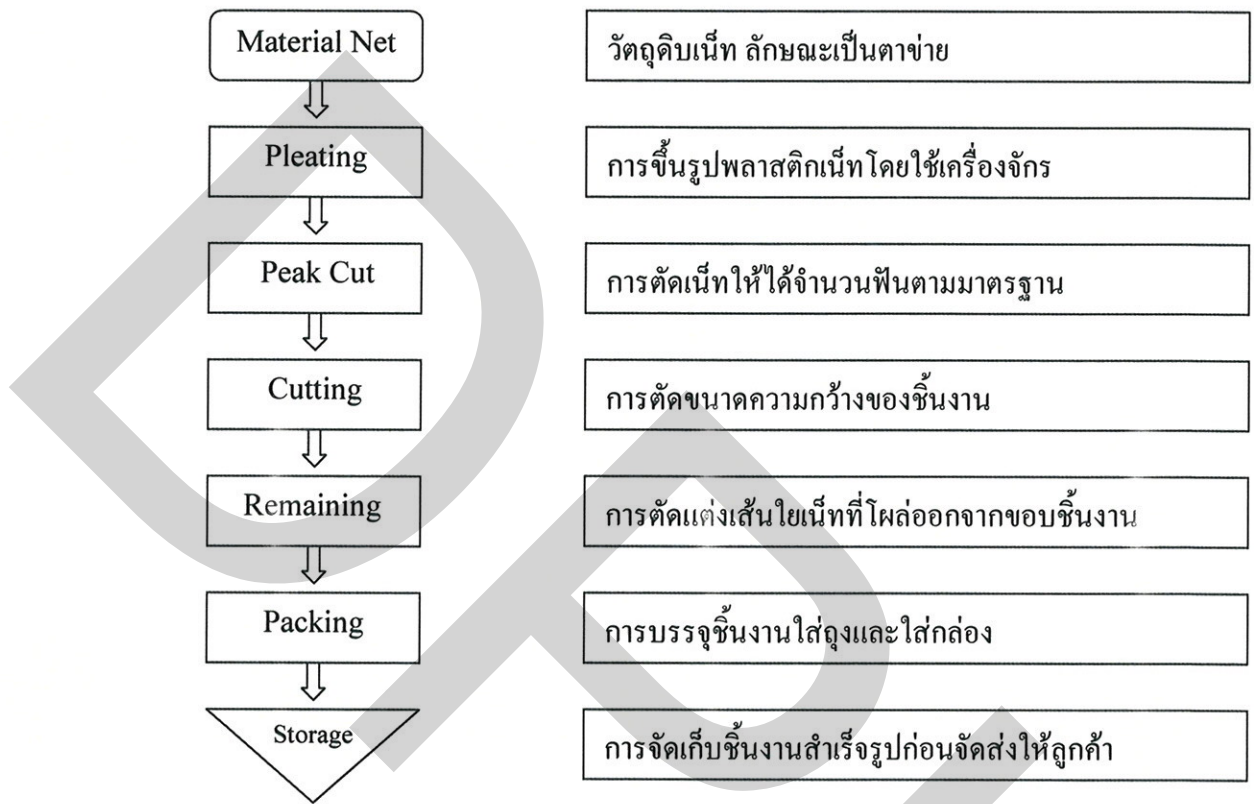 Material Net
วัตถุดิบเน็ท ลักษณะเป็นตาข่าย
Pleating
การขึ้นรูปพลาสติกเน็ทโดยใช้เครื่องจักร
Peak Cut
การตัดเน็ทให้ได้จำนวนฟันตามมาตรฐาน
Cutting
การตัดขนาดความกว้างของชิ้นงาน
Remaining
การตัดแต่งเส้นใยเน็ทที่โผล่ออกจากขอบชิ้นงาน
Packing
การบรรจุชิ้นงานใส่ถุงและใส่กล่อง
Storage
การจัดเก็บชิ้นงานสำเร็จรูปก่อนจัดส่งให้ลูกค้า